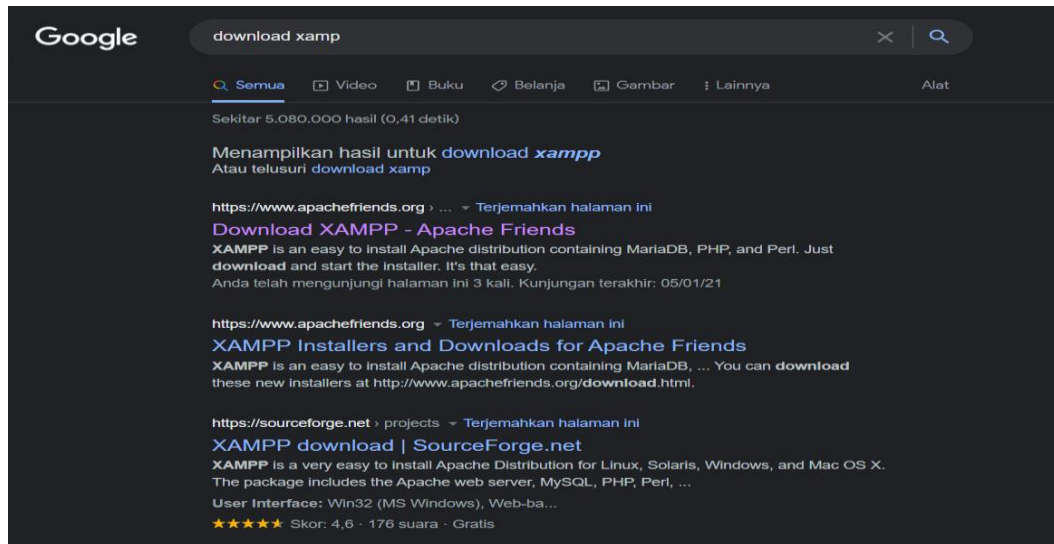 Google
download xamp
Semua Video Buku Belanja Gambar Lainnya Alat
Sekitar 5.080.000 hasil (0,41 detik)
Menampilkan hasil untuk download xampp
Atau telusuri download xamp
https://www.apachefriends.org › ... Terjemahkan halaman ini
Download XAMPP - Apache Friends
XAMPP is an easy to install Apache distribution containing MariaDB, PHP, and Perl. Just
download and start the installer. It's that easy.
Anda telah mengunjungi halaman ini 3 kali. Kunjungan terakhir: 05/01/21
https://www.apachefriends.org Terjemahkan halaman ini
XAMPP Installers and Downloads for Apache Friends
XAMPP is an easy to install Apache distribution containing MariaDB, ... You can download
these new installers at http://www.apachefriends.org/download.html.
https://sourceforge.net › projects Terjemahkan halaman ini
XAMPP download | SourceForge.net
XAMPP is a very easy to install Apache Distribution for Linux, Solaris, Windows, and Mac OS X.
The package includes the Apache web server, MySQL, PHP, Perl, ...
User Interface: Win32 (MS Windows), Web-ba...
Skor: 4,6 · 176 suara · Gratis